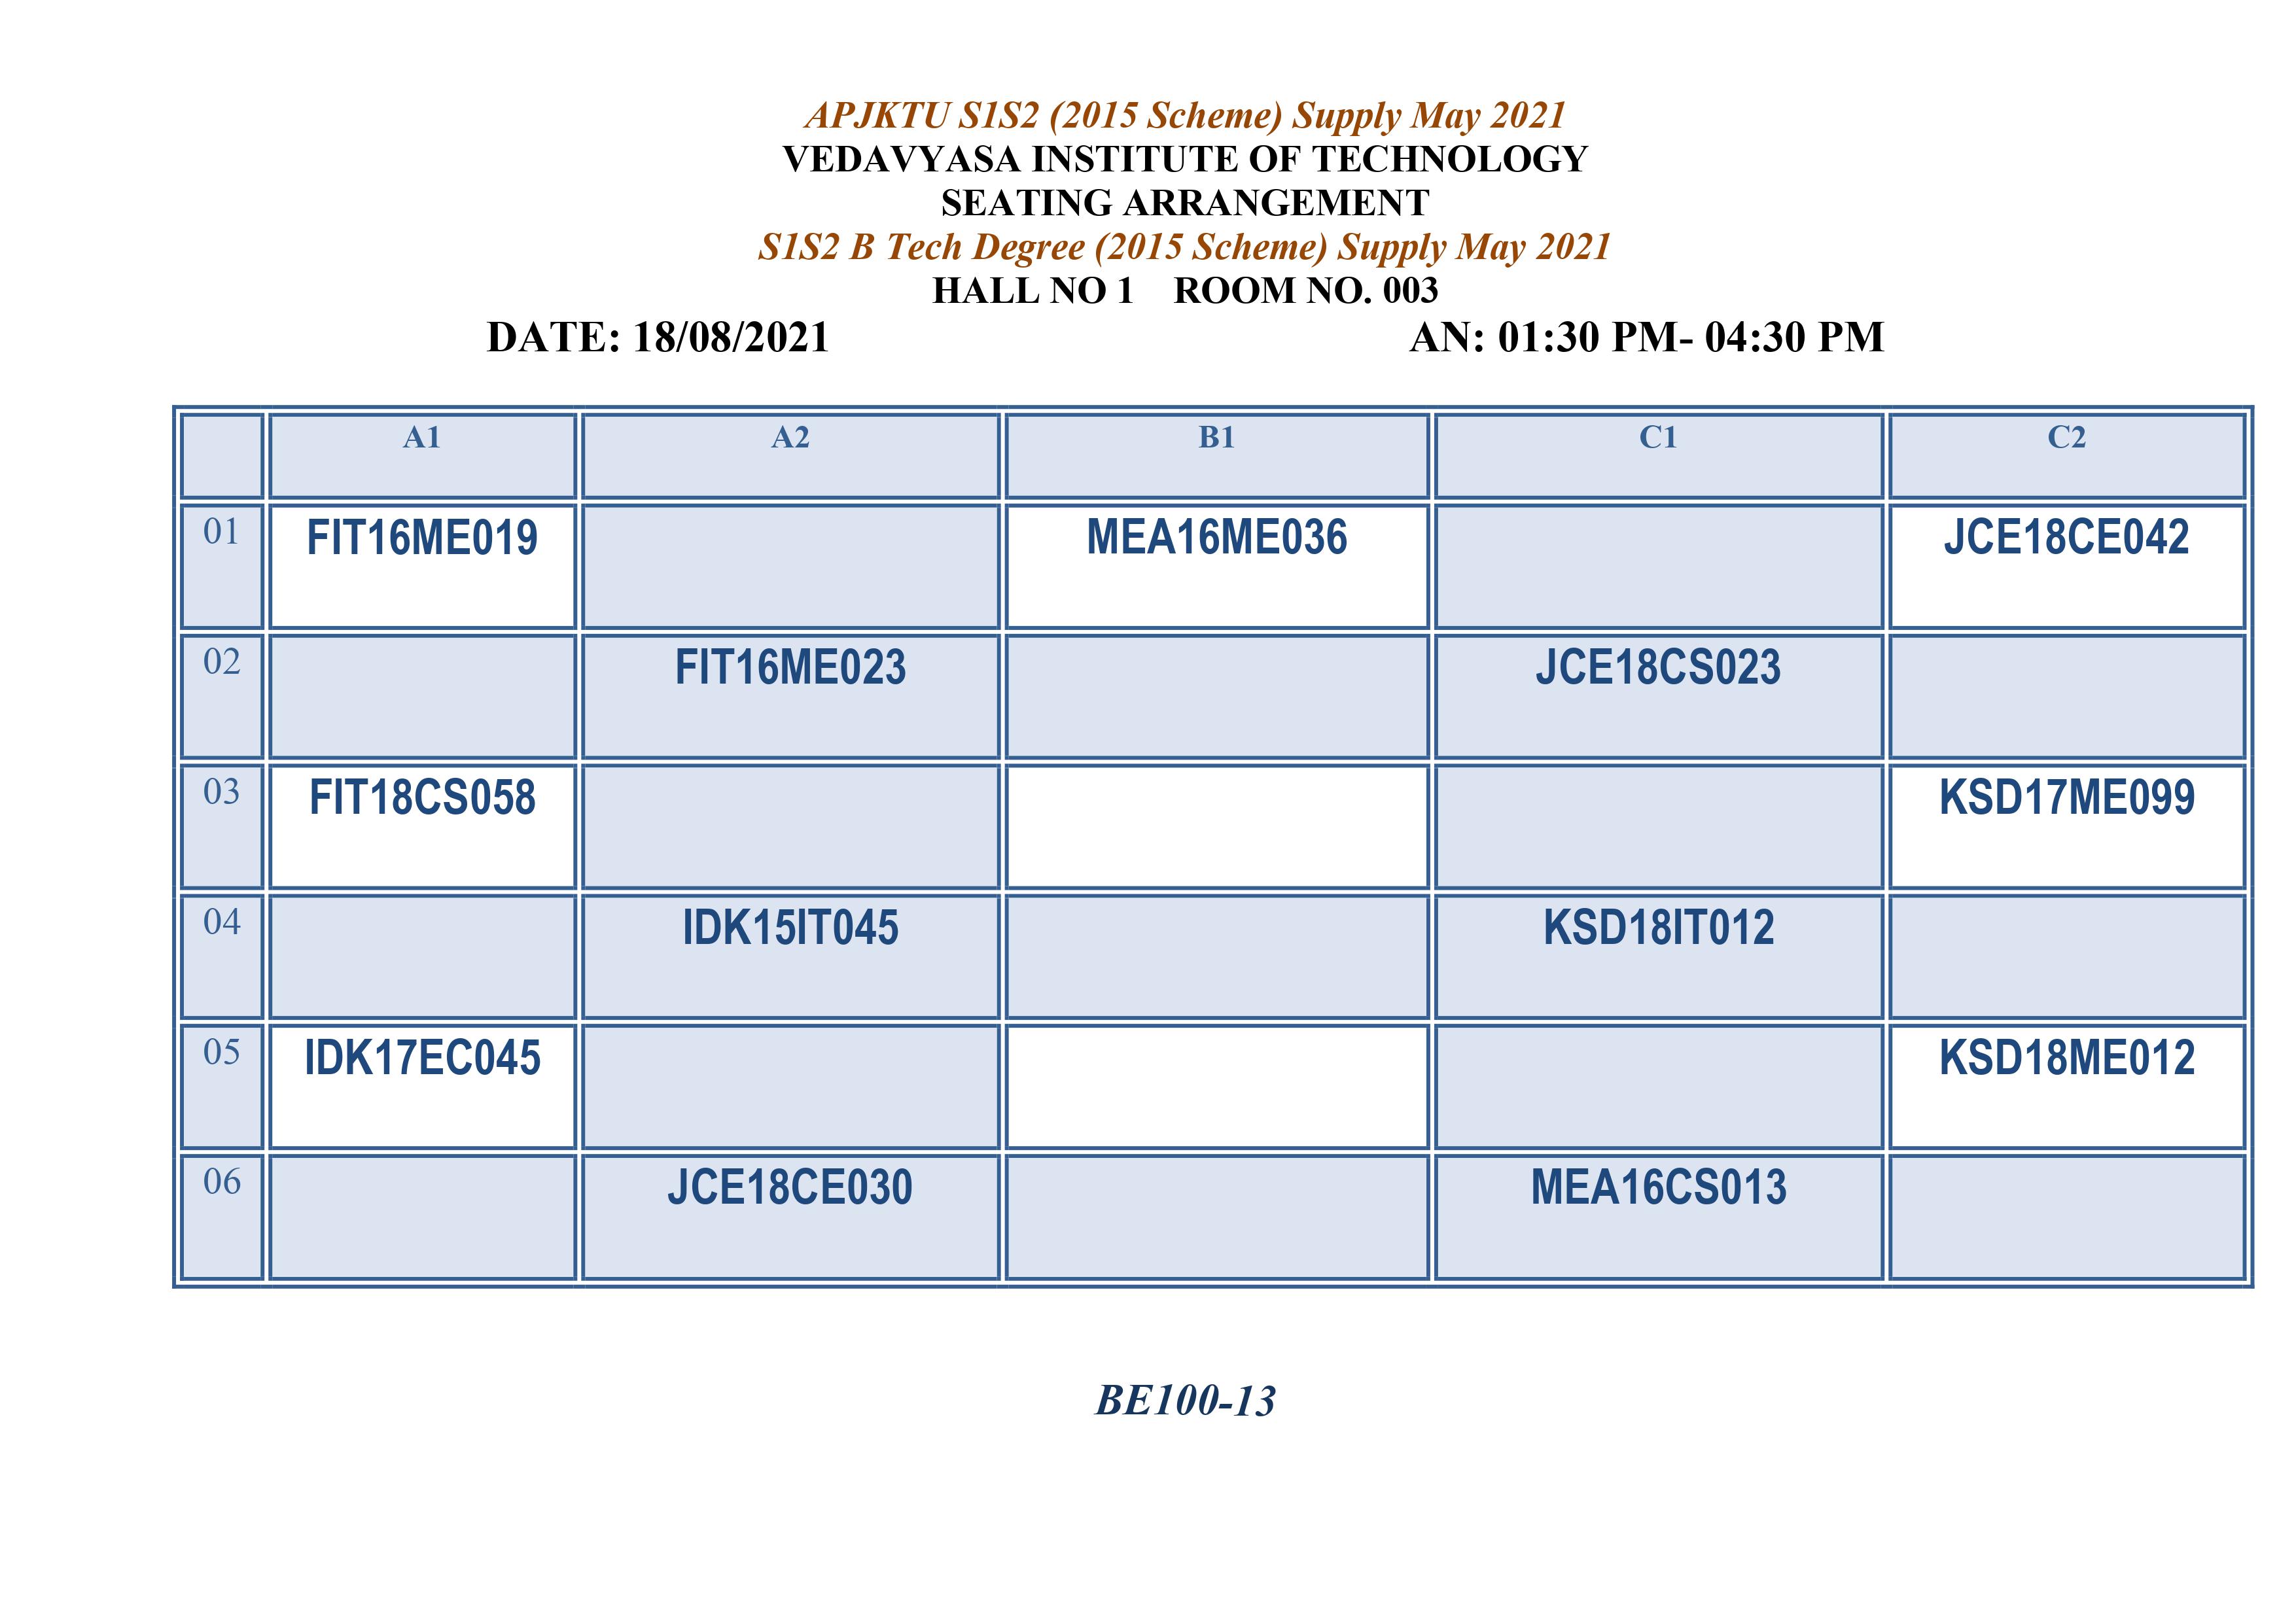 APJKTU S1S2 (2015 Scheme) Supply May 2021
VEDAVYASA INSTITUTE OF TECHNOLOGY
SEATING ARRANGEMENT
S1S2 B Tech Degree (2015 Scheme) Supply May 2021
HALL NO 1 ROOM NO. 003
DATE: 18/08/2021 AN: 01:30 PM- 04:30 PM
A1 A2 B1 C1 C2
01 FIT16ME019 MEA16ME036 JCE18CE042
02 FIT16ME023 JCE18CS023
03 FIT18CS058 KSD17ME099
04 IDK15IT045 KSD18IT012
05 IDK17EC045 KSD18ME012
06 JCE18CE030 MEA16CS013
BE100-13